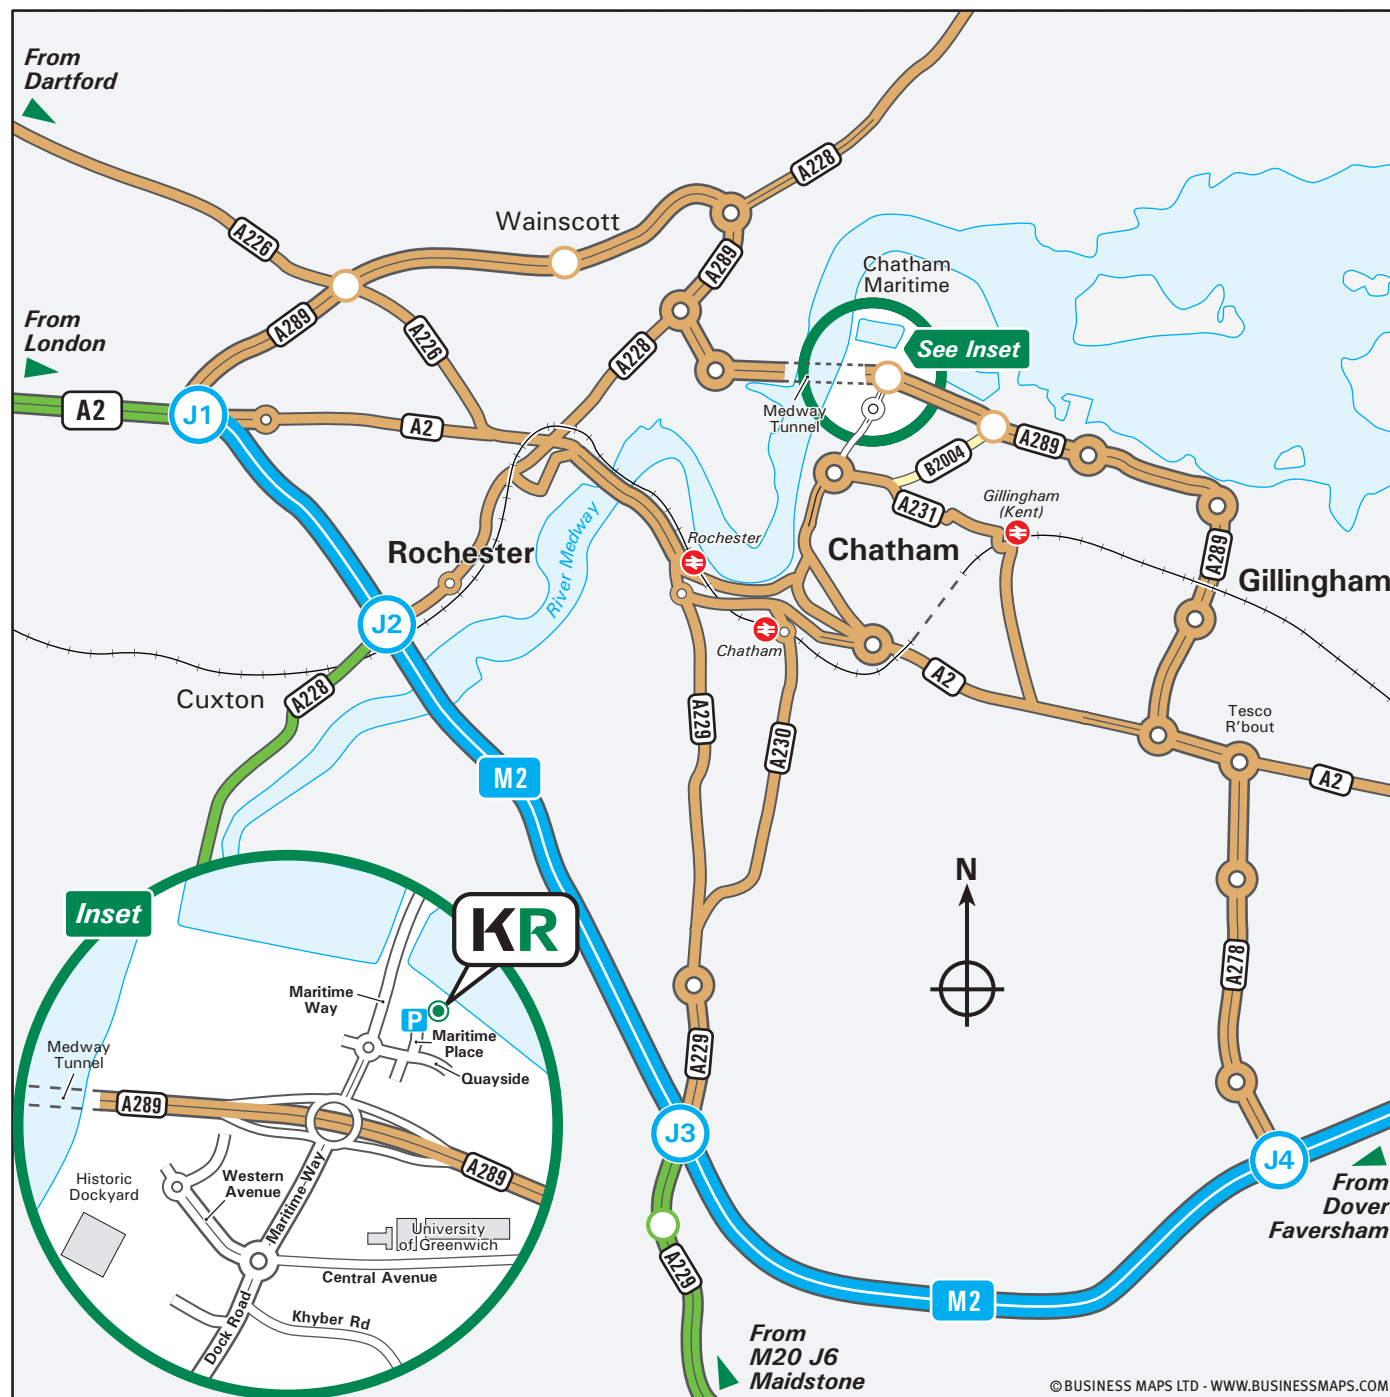 From
Dartford
A228
Wainscott
A226
A289
Chatham
Maritime
From
London
A289
A226
A228
See Inset
A2
J1
A2
Medway
Tunnel
A289
B2004
A231
Gillingham
(Kent)
River Medway
Rochester
Rochester
Chatham
A289
Gillingham
J2
Chatham
Cuxton
A228
A2
A229
A230
Tesco
R'bout
M2
A2
N
Inset
KR
A278
Maritime
Way
P
Maritime
Place
Quayside
Medway
Tunnel
A289
A229
J3
J4
Historic
Dockyard
Western
Avenue
Maritime Way
A289
From
Dover
Faversham
University
of Greenwich
Central Avenue
A229
M2
Dock Road
Khyber Rd
From
M20 J6
Maidstone
© BUSINESS MAPS LTD - WWW.BUSINESSMAPS.COM